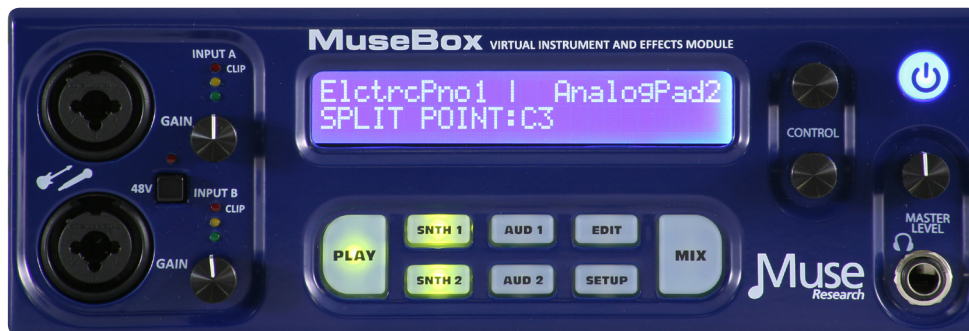 INPUT A
CLIP
GAIN
48V
INPUT B
CLIP
GAIN
MuseBox VIRTUAL INSTRUMENT AND EFFECTS MODULE
ElctrcPno1 | AnalogPad2
SPLIT POINT:C3
PLAY
SNTH 1
AUD 1
EDIT
SNTH 2
AUD 2
SETUP
MIX
CONTROL
MASTER
LEVEL
Muse
Research